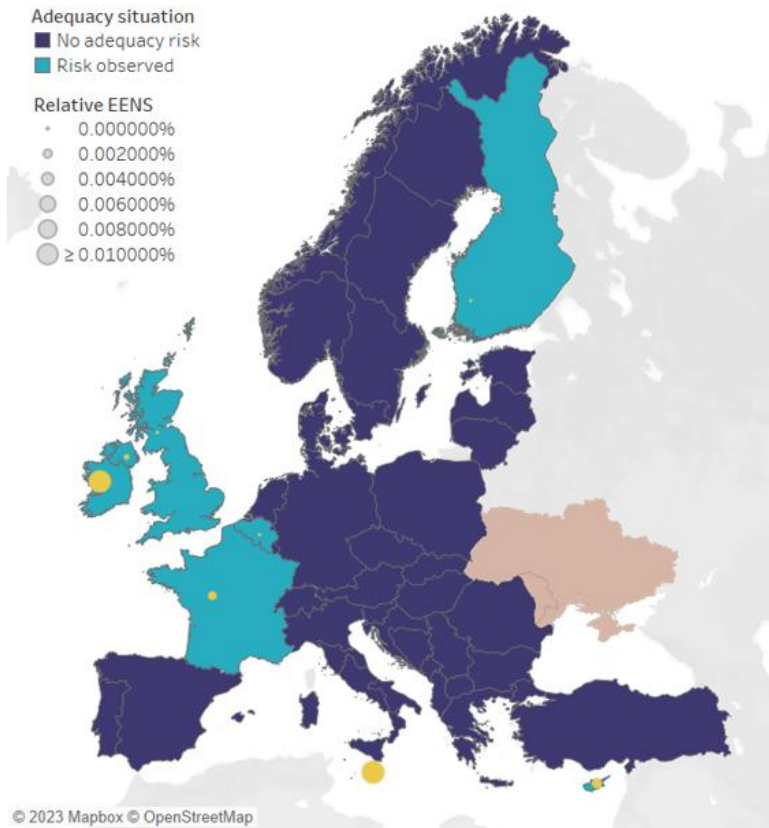 Adequacy situation
No adequacy risk
Risk observed
Relative EENS
0.000000%
0.002000%
0.004000%
0.006000%
0.008000%
≥ 0.010000%
© 2023 Mapbox © OpenStreetMap